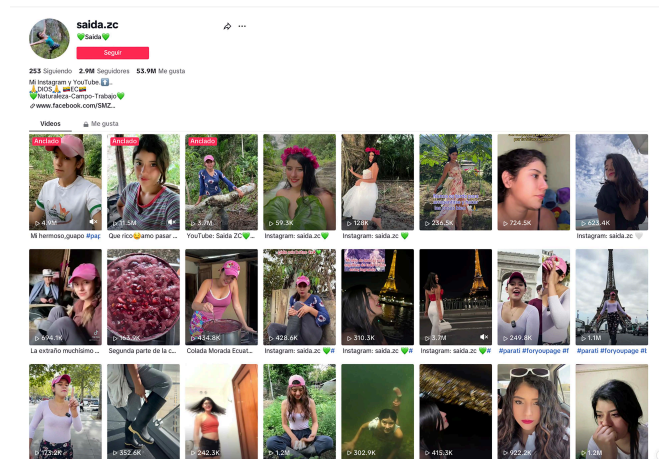 saida.zc
💚Saida💚
Seguir
253 Siguiendo 2.9M Seguidores 53.9M Me gusta
Mi Instagram y YouTube.⬆️..
🙏DIOS🙏 🇪🇨EC🇪🇨
💚Naturaleza-Campo-Trabajo💚
www.facebook.com/SMZ...
Videos Me gusta
Anclado Anclado Anclado
4.9M 11.5M 3.7M 59.3K 128K 236.5K 724.5K 623.4K
Mi hermoso,guapo #pap Que rico😋amo pasar ... YouTube: Saida ZC💚... Instagram: saida.zc💚 Instagram: saida.zc 💚 Instagram: saida.zc 🤍
694.1K 163.9K 434.8K 428.6K 310.3K 3.7M 249.8K 1.1M
La extraño muchísimo ... Segunda parte de la c... Colada Morada Ecuat... Instagram: saida.zc 💚# Instagram: saida.zc 💚# Instagram: saida.zc 💚# #parati #foryoupage #f #parati #foryoupage #t
173.2K 352.6K 242.3K 1.2M 302.9K 415.3K 922.2K 1.2M